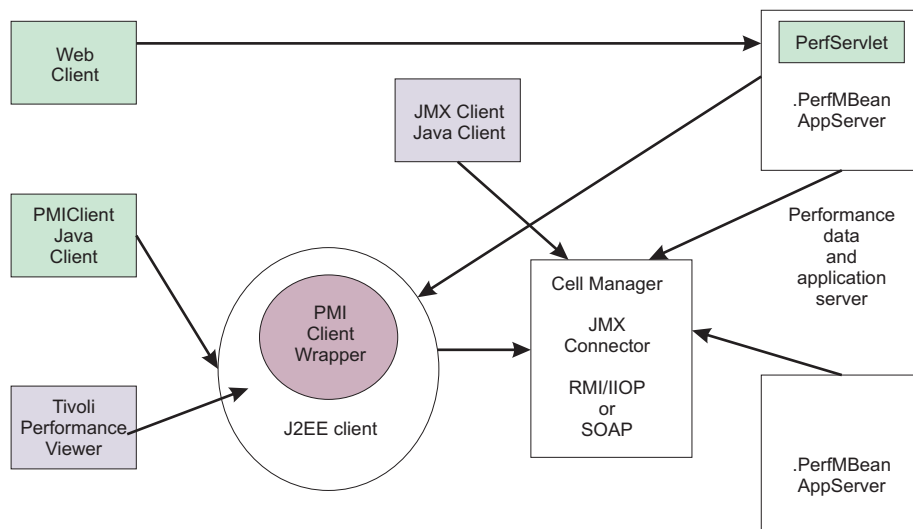 Web
Client
PerfServlet
.PerfMBean
AppServer
JMX Client
Java Client
PMIClient
Java
Client
Performance
data
and
application
server
Cell Manager
JMX
Connector
RMI/IIOP
or
SOAP
PMI
Client
Wrapper
J2EE client
Tivoli
Performance
Viewer
.PerfMBean
AppServer